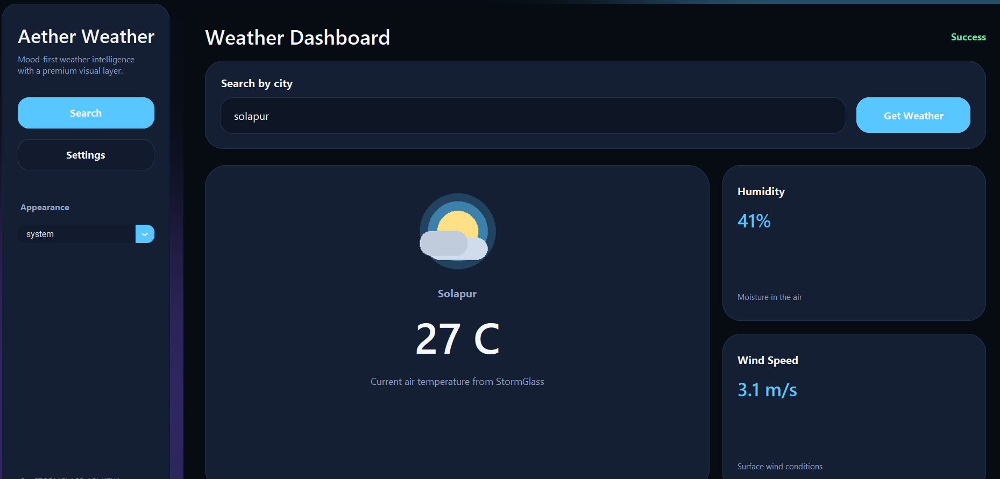 Aether Weather
Mood-first weather intelligence
with a premium visual layer.
Search
Settings
Appearance
system
Weather Dashboard
Success
Search by city
solapur
Get Weather
Solapur
27 C
Current air temperature from StormGlass
Humidity
41%
Moisture in the air
Wind Speed
3.1 m/s
Surface wind conditions